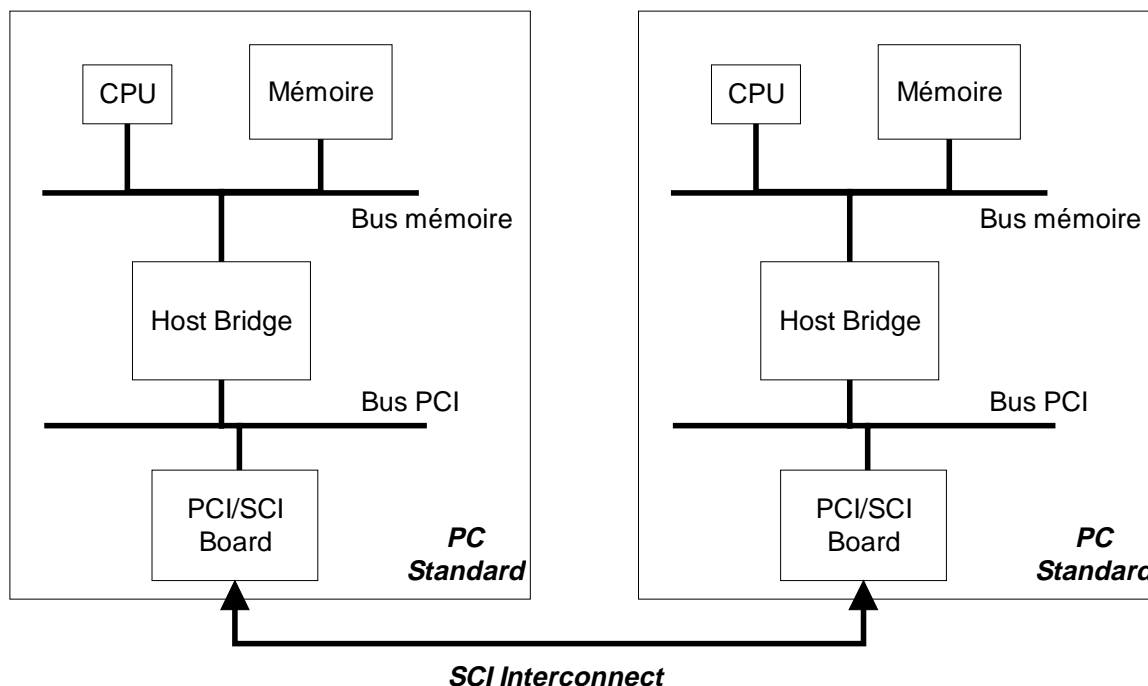 CPU
Mémoire
Bus mémoire
Host Bridge
Bus PCI
PCI/SCI
Board
PC
Standard
CPU
Mémoire
Bus mémoire
Host Bridge
Bus PCI
PCI/SCI
Board
PC
Standard
SCI Interconnect